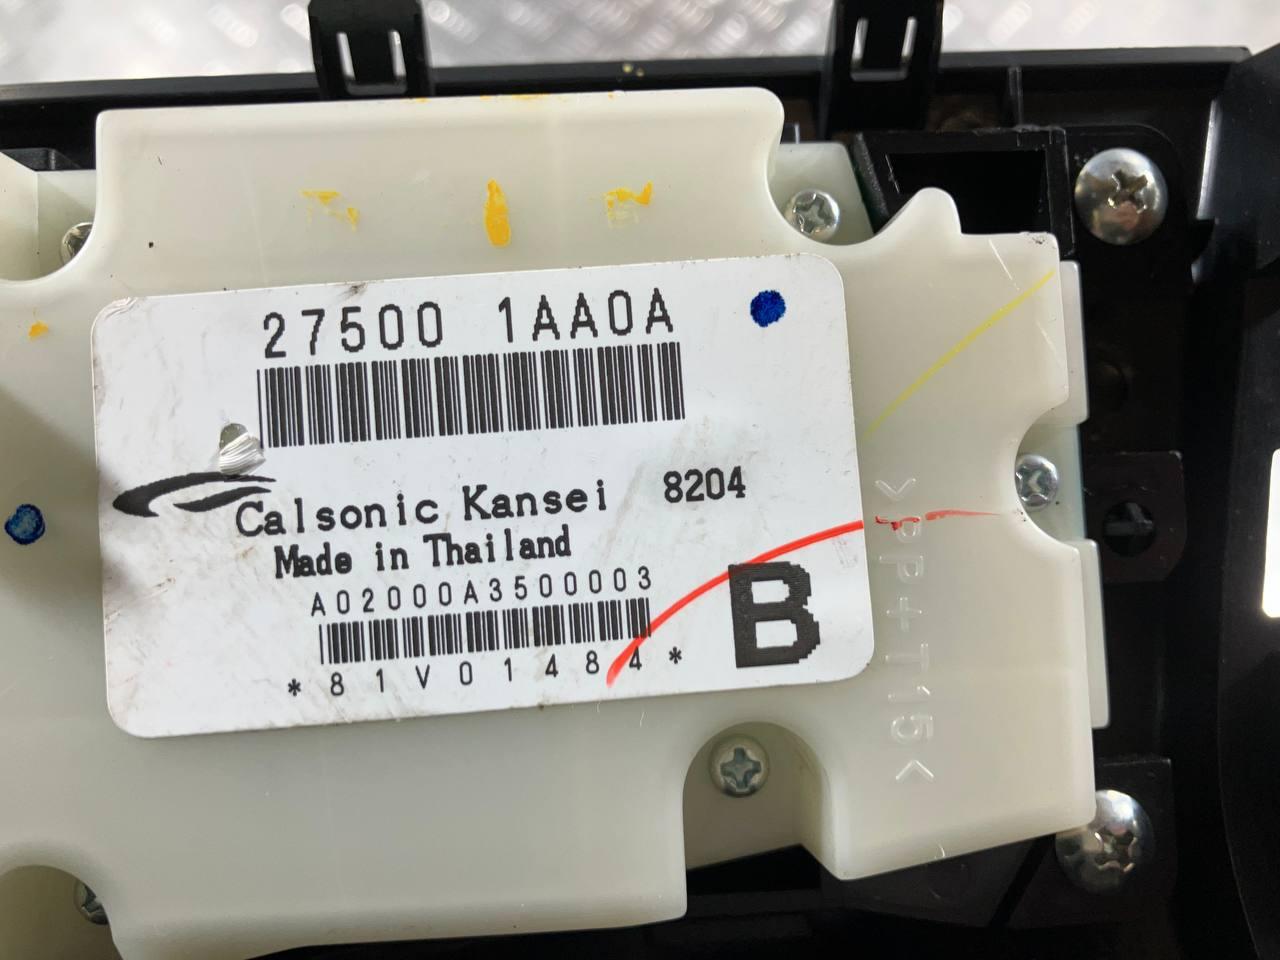 27500 1AA0A
Calsonic Kansei 8204
Made in Thailand
A02000A3500003
*81V01484*
B
>PP+T15<